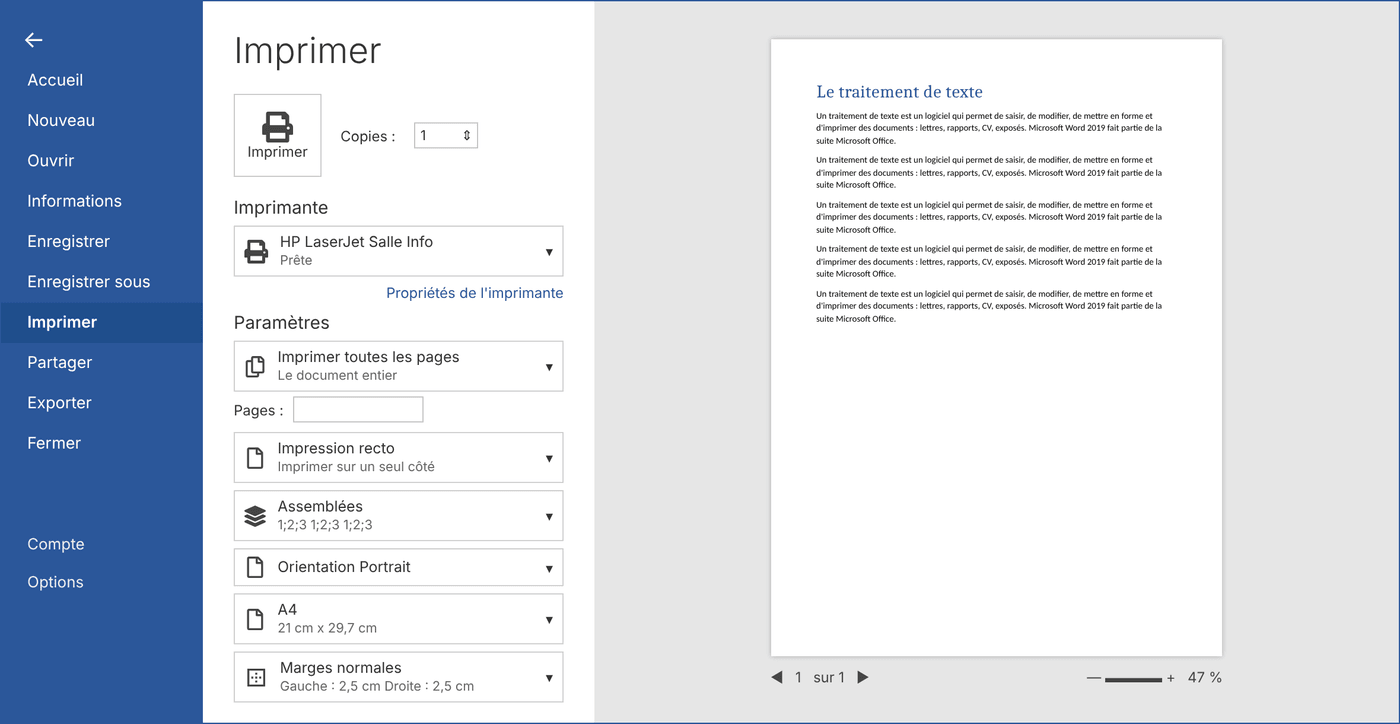 Accueil
Nouveau
Ouvrir
Informations
Enregistrer
Enregistrer sous
Imprimer
Partager
Exporter
Fermer
Compte
Options
Imprimer
Imprimer
Copies :
1
Imprimante
HP LaserJet Salle Info
Prête
Propriétés de l'imprimante
Paramètres
Imprimer toutes les pages
Le document entier
Pages :
Impression recto
Imprimer sur un seul côté
Assemblées
1;2;3 1;2;3 1;2;3
Orientation Portrait
A4
21 cm x 29,7 cm
Marges normales
Gauche : 2,5 cm Droite : 2,5 cm
Le traitement de texte
Un traitement de texte est un logiciel qui permet de saisir, de modifier, de mettre en forme et
d'imprimer des documents : lettres, rapports, CV, exposés. Microsoft Word 2019 fait partie de la
suite Microsoft Office.
Un traitement de texte est un logiciel qui permet de saisir, de modifier, de mettre en forme et
d'imprimer des documents : lettres, rapports, CV, exposés. Microsoft Word 2019 fait partie de la
suite Microsoft Office.
Un traitement de texte est un logiciel qui permet de saisir, de modifier, de mettre en forme et
d'imprimer des documents : lettres, rapports, CV, exposés. Microsoft Word 2019 fait partie de la
suite Microsoft Office.
Un traitement de texte est un logiciel qui permet de saisir, de modifier, de mettre en forme et
d'imprimer des documents : lettres, rapports, CV, exposés. Microsoft Word 2019 fait partie de la
suite Microsoft Office.
Un traitement de texte est un logiciel qui permet de saisir, de modifier, de mettre en forme et
d'imprimer des documents : lettres, rapports, CV, exposés. Microsoft Word 2019 fait partie de la
suite Microsoft Office.
1 sur 1
— + 47 %